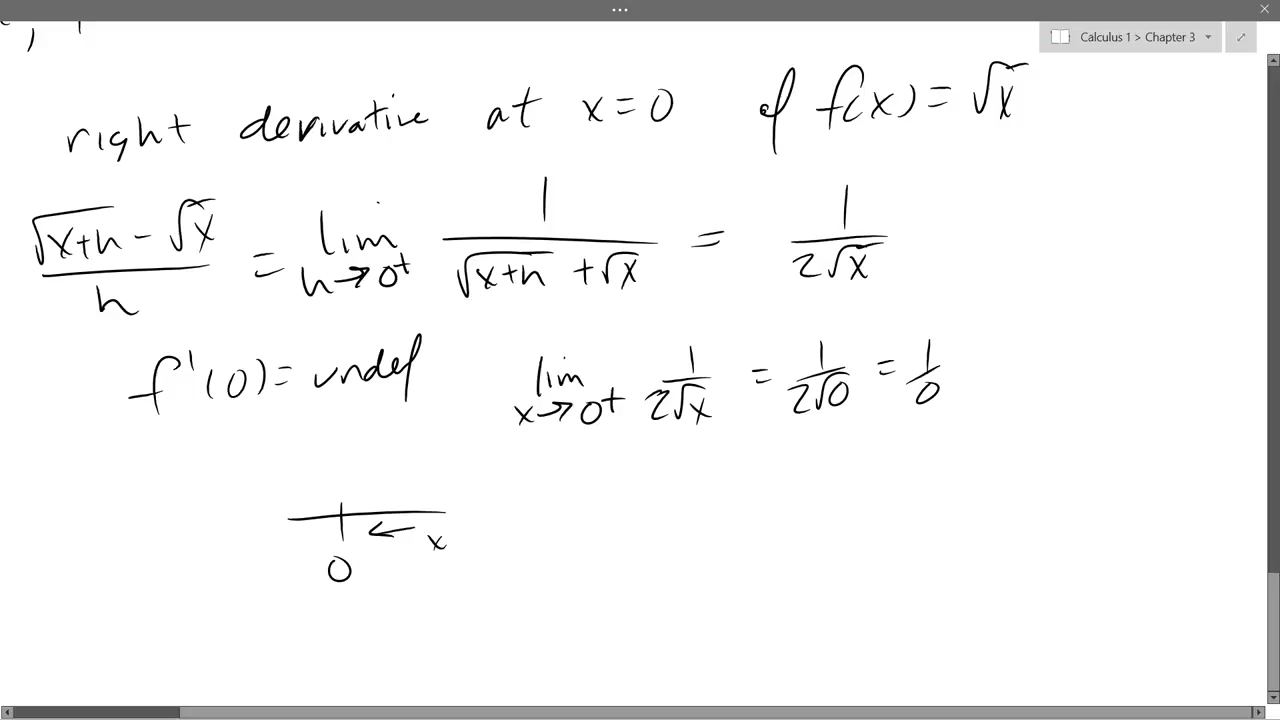 Calculus 1 > Chapter 3
right derivative at x=0 of f(x) = √x
(√(x+h) - √x)/h = lim h→0⁺ 1/(√(x+h) + √x) = 1/(2√x)
f'(0) = undef lim x→0⁺ 1/(2√x) = 1/(2√0) = 1/0
← x
0